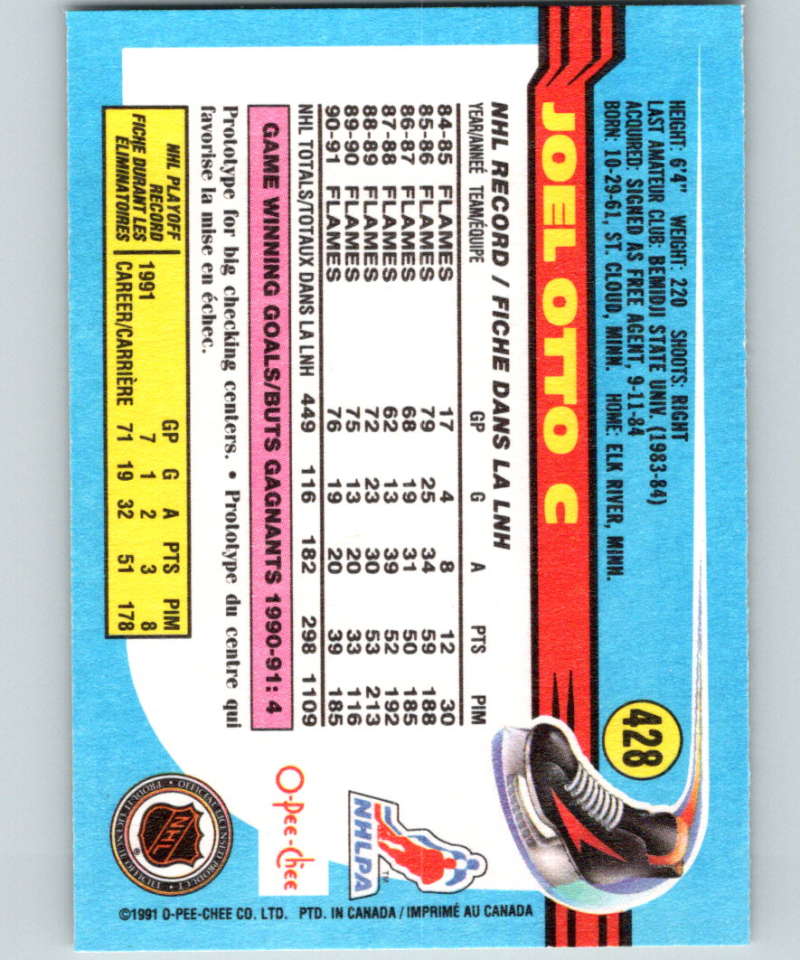 HEIGHT: 6'4" WEIGHT: 220 SHOOTS: RIGHT
LAST AMATEUR CLUB: BEMIDJI STATE UNIV. (1983-84)
ACQUIRED: SIGNED AS FREE AGENT, 9-11-84
BORN: 10-29-61, ST. CLOUD, MINN. HOME: ELK RIVER, MINN.
428
JOEL OTTO C
NHL RECORD / FICHE DANS LA LNH
YEAR/ANNÉE TEAM/ÉQUIPE GP G A PTS PIM
84-85 FLAMES 17 4 8 12 30
85-86 FLAMES 79 25 34 59 188
86-87 FLAMES 68 19 31 50 185
87-88 FLAMES 62 13 39 52 192
88-89 FLAMES 72 23 30 53 213
89-90 FLAMES 75 13 20 33 116
90-91 FLAMES 76 19 20 39 185
NHL TOTALS/TOTAUX DANS LA LNH 449 116 182 298 1109
GAME WINNING GOALS/BUTS GAGNANTS 1990-91: 4
Prototype for big checking centers. • Prototype du centre qui
favorise la mise en échec.
NHL PLAYOFF
RECORD
FICHE DURANT LES
ÉLIMINATOIRES
GP G A PTS PIM
1991 7 1 2 3 8
CAREER/CARRIÈRE 71 19 32 51 178
NHLPA
TM
O-Pee-Chee
NHL
®
• OFFICIAL LICENSED PRODUCT •
PRODUIT LICENCIÉ OFFICIEL
©1991 O-PEE-CHEE CO. LTD. PTD. IN CANADA / IMPRIMÉ AU CANADA